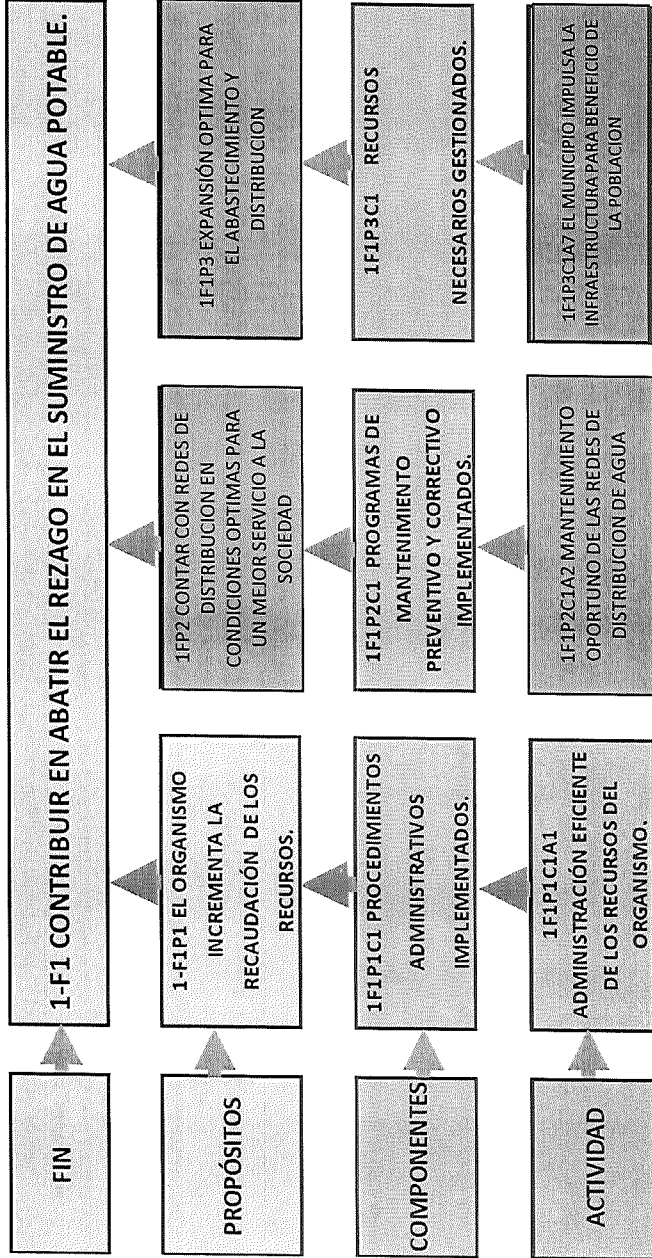 FIN
1-F1 CONTRIBUIR EN ABATIR EL REZAGO EN EL SUMINISTRO DE AGUA POTABLE.
PROPÓSITOS
1-F1P1 EL ORGANISMO
INCREMENTA LA
RECAUDACIÓN DE LOS
RECURSOS.
1FP2 CONTAR CON REDES DE
DISTRIBUCION EN
CONDICIONES OPTIMAS PARA
UN MEJOR SERVICIO A LA
SOCIEDAD
1F1P3 EXPANSIÓN OPTIMA PARA
EL ABASTECIMIENTO Y
DISTRIBUCION
COMPONENTES
1F1P1C1 PROCEDIMIENTOS
ADMINISTRATIVOS
IMPLEMENTADOS.
1F1P2C1 PROGRAMAS DE
MANTENIMIENTO
PREVENTIVO Y CORRECTIVO
IMPLEMENTADOS.
1F1P3C1 RECURSOS
NECESARIOS GESTIONADOS.
ACTIVIDAD
1F1P1C1A1
ADMINISTRACIÓN EFICIENTE
DE LOS RECURSOS DEL
ORGANISMO.
1F1P2C1A2 MANTENIMIENTO
OPORTUNO DE LAS REDES DE
DISTRIBUCION DE AGUA
1F1P3C1A7 EL MUNICIPIO IMPULSA LA
INFRAESTRUCTURA PARA BENEFICIO DE
LA POBLACION